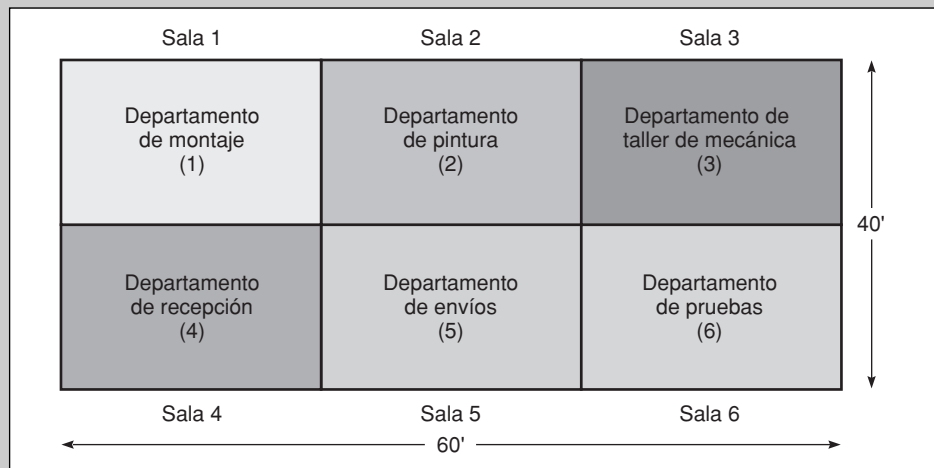 Sala 1
Sala 2
Sala 3
Departamento
de montaje
(1)
Departamento
de pintura
(2)
Departamento de
taller de mecánica
(3)
40'
Departamento
de recepción
(4)
Departamento
de envíos
(5)
Departamento
de pruebas
(6)
Sala 4
Sala 5
Sala 6
60'